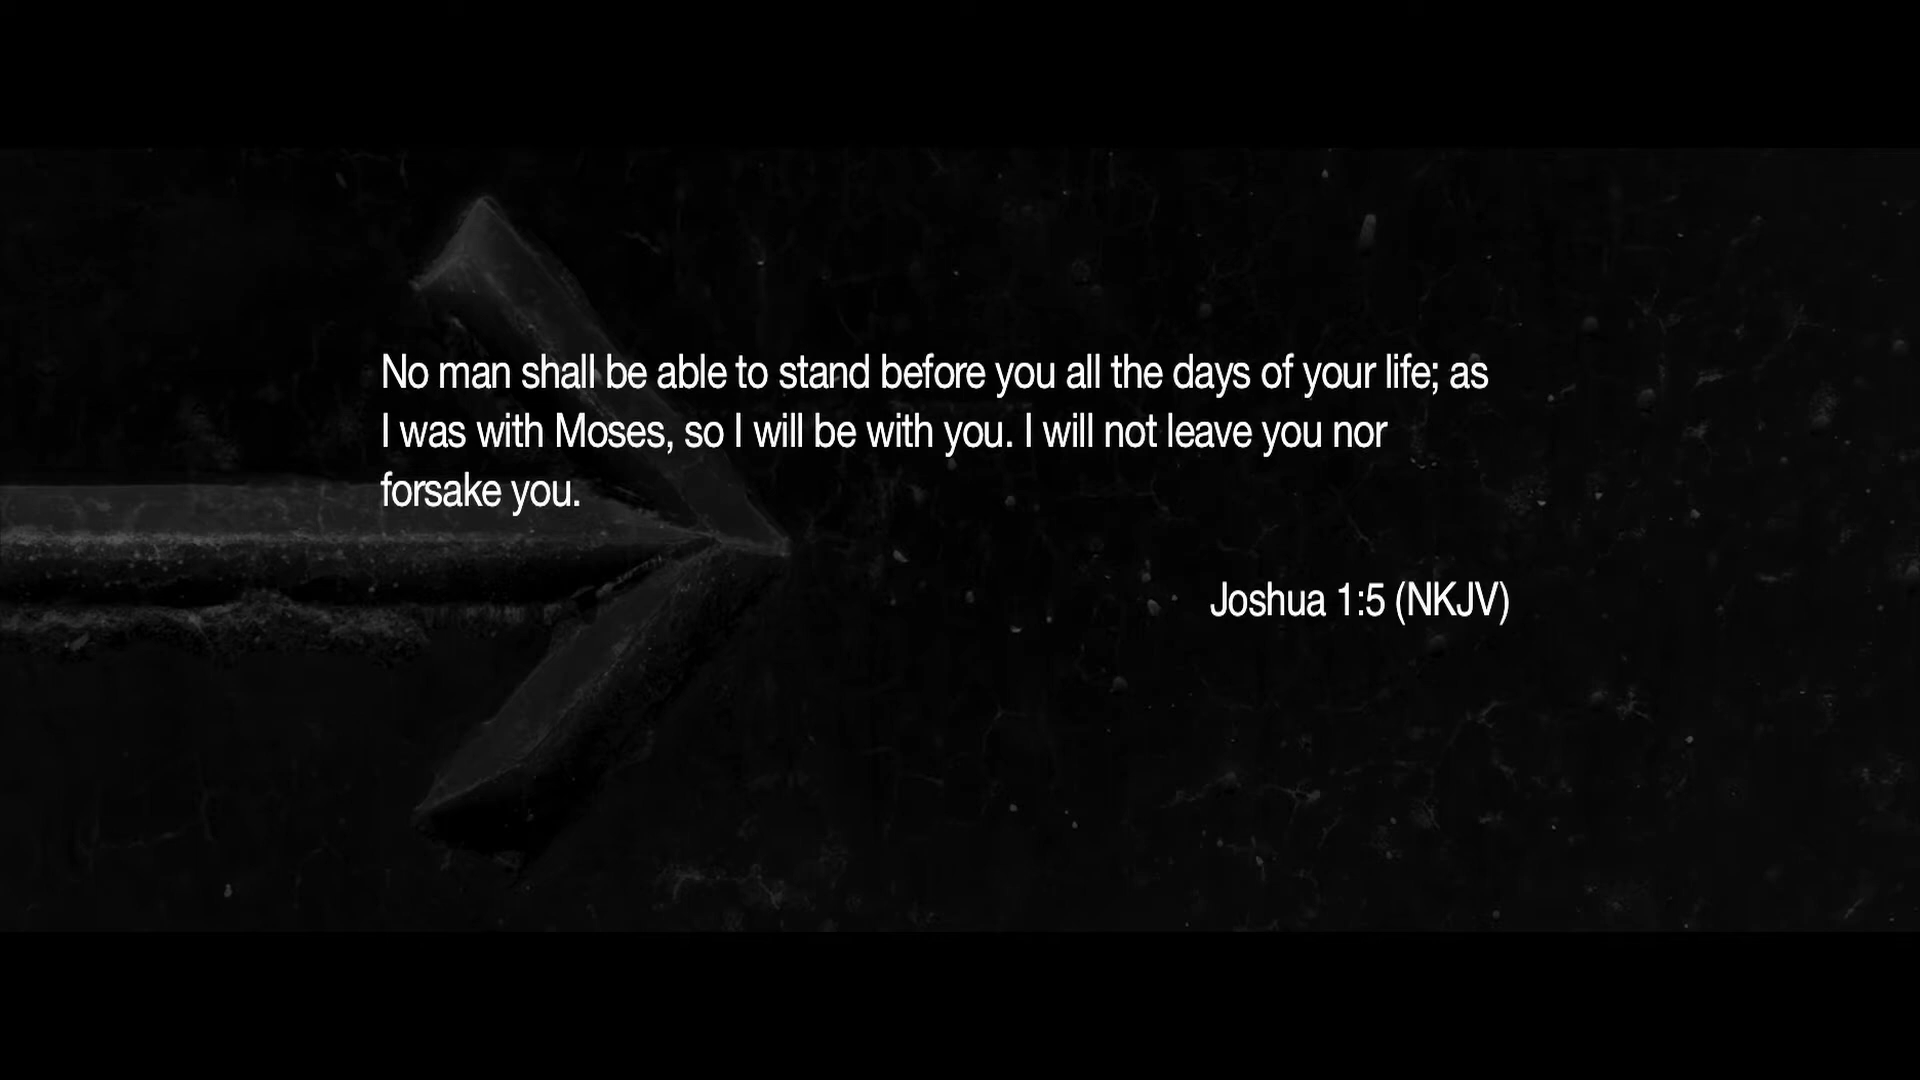 No man shall be able to stand before you all the days of your life; as
I was with Moses, so I will be with you. I will not leave you nor
forsake you.
Joshua 1:5 (NKJV)